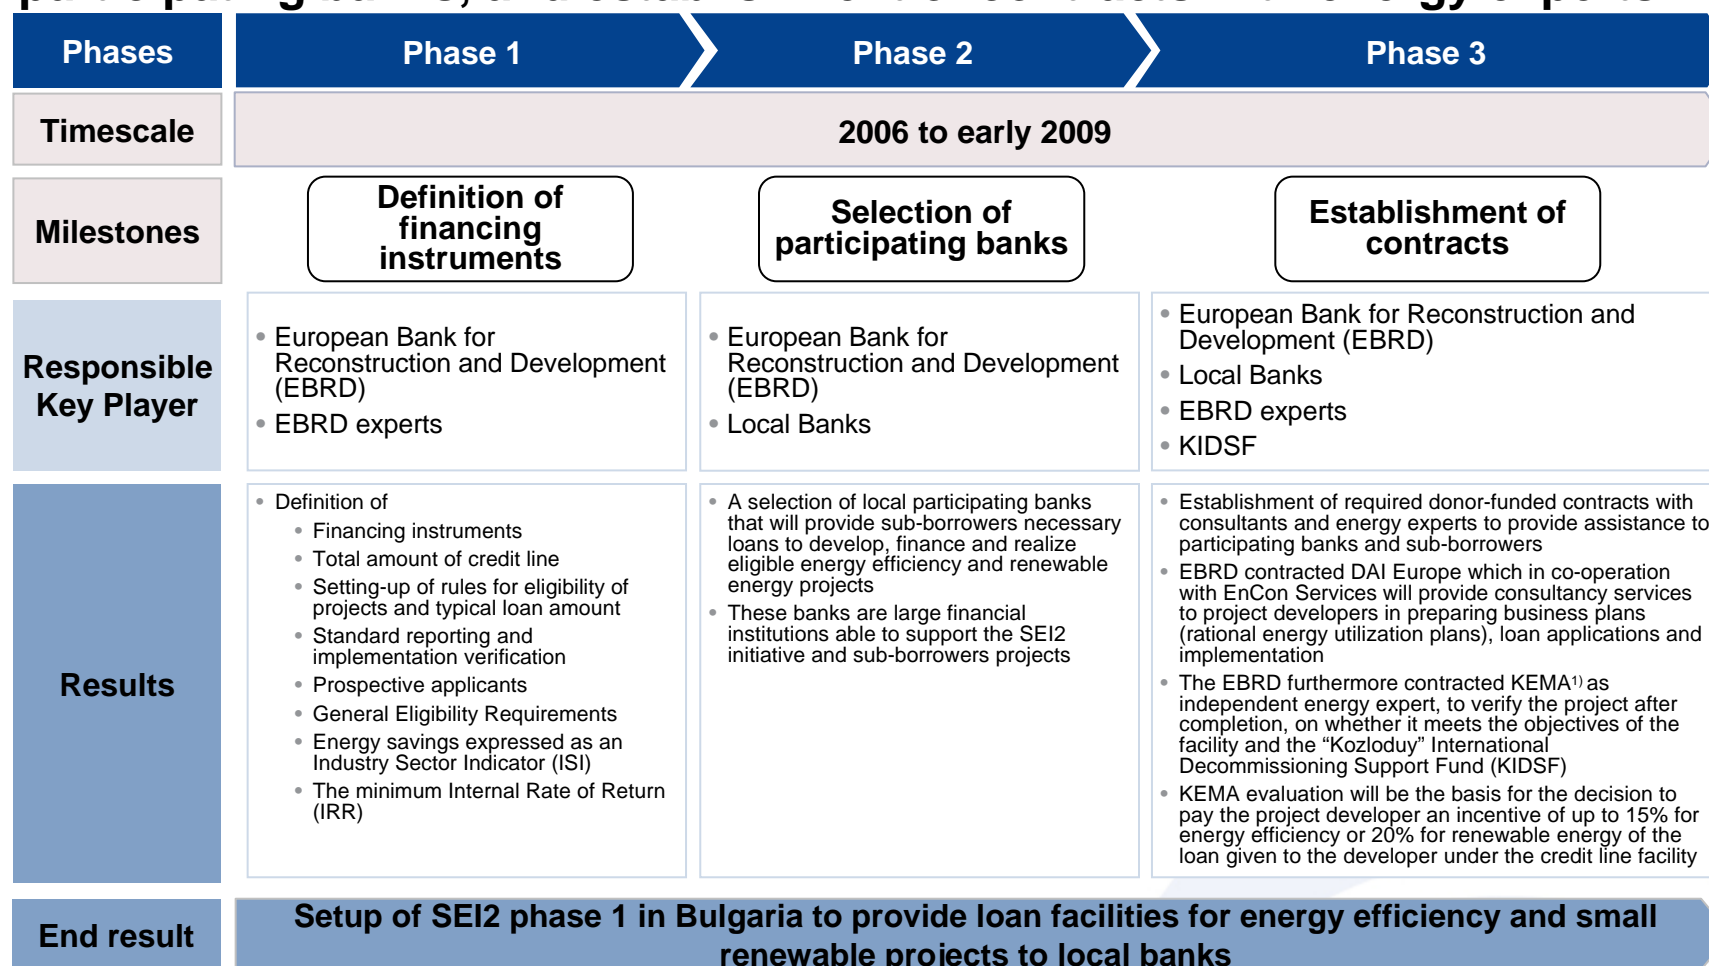 Phases
Phase 1
Phase 2
Phase 3
Timescale
2006 to early 2009
Milestones
Definition of
financing
instruments
Selection of
participating banks
Establishment of
contracts
Responsible
Key Player
• European Bank for
Reconstruction and Development
(EBRD)
• EBRD experts
• European Bank for
Reconstruction and Development
(EBRD)
• Local Banks
• European Bank for Reconstruction and
Development (EBRD)
• Local Banks
• EBRD experts
• KIDSF
Results
• Definition of
• Financing instruments
• Total amount of credit line
• Setting-up of rules for eligibility of
projects and typical loan amount
• Standard reporting and
implementation verification
• Prospective applicants
• General Eligibility Requirements
• Energy savings expressed as an
Industry Sector Indicator (ISI)
• The minimum Internal Rate of Return
(IRR)
• A selection of local participating banks
that will provide sub-borrowers necessary
loans to develop, finance and realize
eligible energy efficiency and renewable
energy projects
• These banks are large financial
institutions able to support the SEI2
initiative and sub-borrowers projects
• Establishment of required donor-funded contracts with
consultants and energy experts to provide assistance to
participating banks and sub-borrowers
• EBRD contracted DAI Europe which in co-operation
with EnCon Services will provide consultancy services
to project developers in preparing business plans
(rational energy utilization plans), loan applications and
implementation
• The EBRD furthermore contracted KEMA1) as
independent energy expert, to verify the project after
completion, on whether it meets the objectives of the
facility and the “Kozloduy” International
Decommissioning Support Fund (KIDSF)
• KEMA evaluation will be the basis for the decision to
pay the project developer an incentive of up to 15% for
energy efficiency or 20% for renewable energy of the
loan given to the developer under the credit line facility
End result
Setup of SEI2 phase 1 in Bulgaria to provide loan facilities for energy efficiency and small
renewable projects to local banks